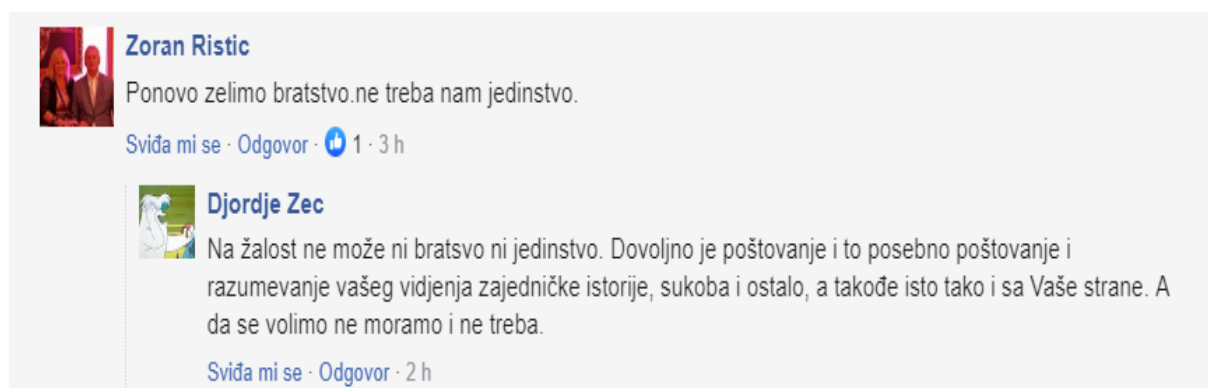 Zoran Ristic
Ponovo zelimo bratstvo.ne treba nam jedinstvo.
Sviđa mi se · Odgovor · 1 · 3 h
Djordje Zec
Na žalost ne može ni bratsvo ni jedinstvo. Dovoljno je poštovanje i to posebno poštovanje i
razumevanje vašeg vidjenja zajedničke istorije, sukoba i ostalo, a takođe isto tako i sa Vaše strane. A
da se volimo ne moramo i ne treba.
Sviđa mi se · Odgovor · 2 h